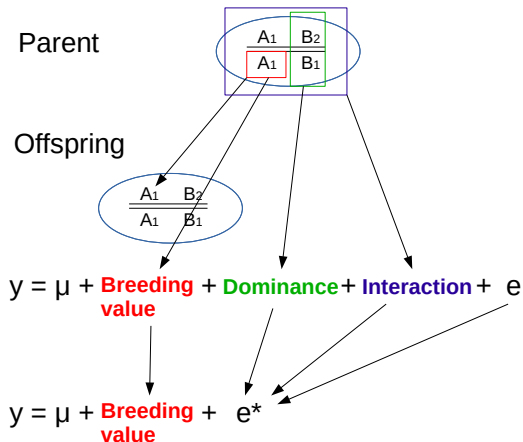 Parent
A1 B2
A1 B1
Offspring
A1 B2
A1 B1
y = μ + Breeding value + Dominance + Interaction + e
y = μ + Breeding value + e*